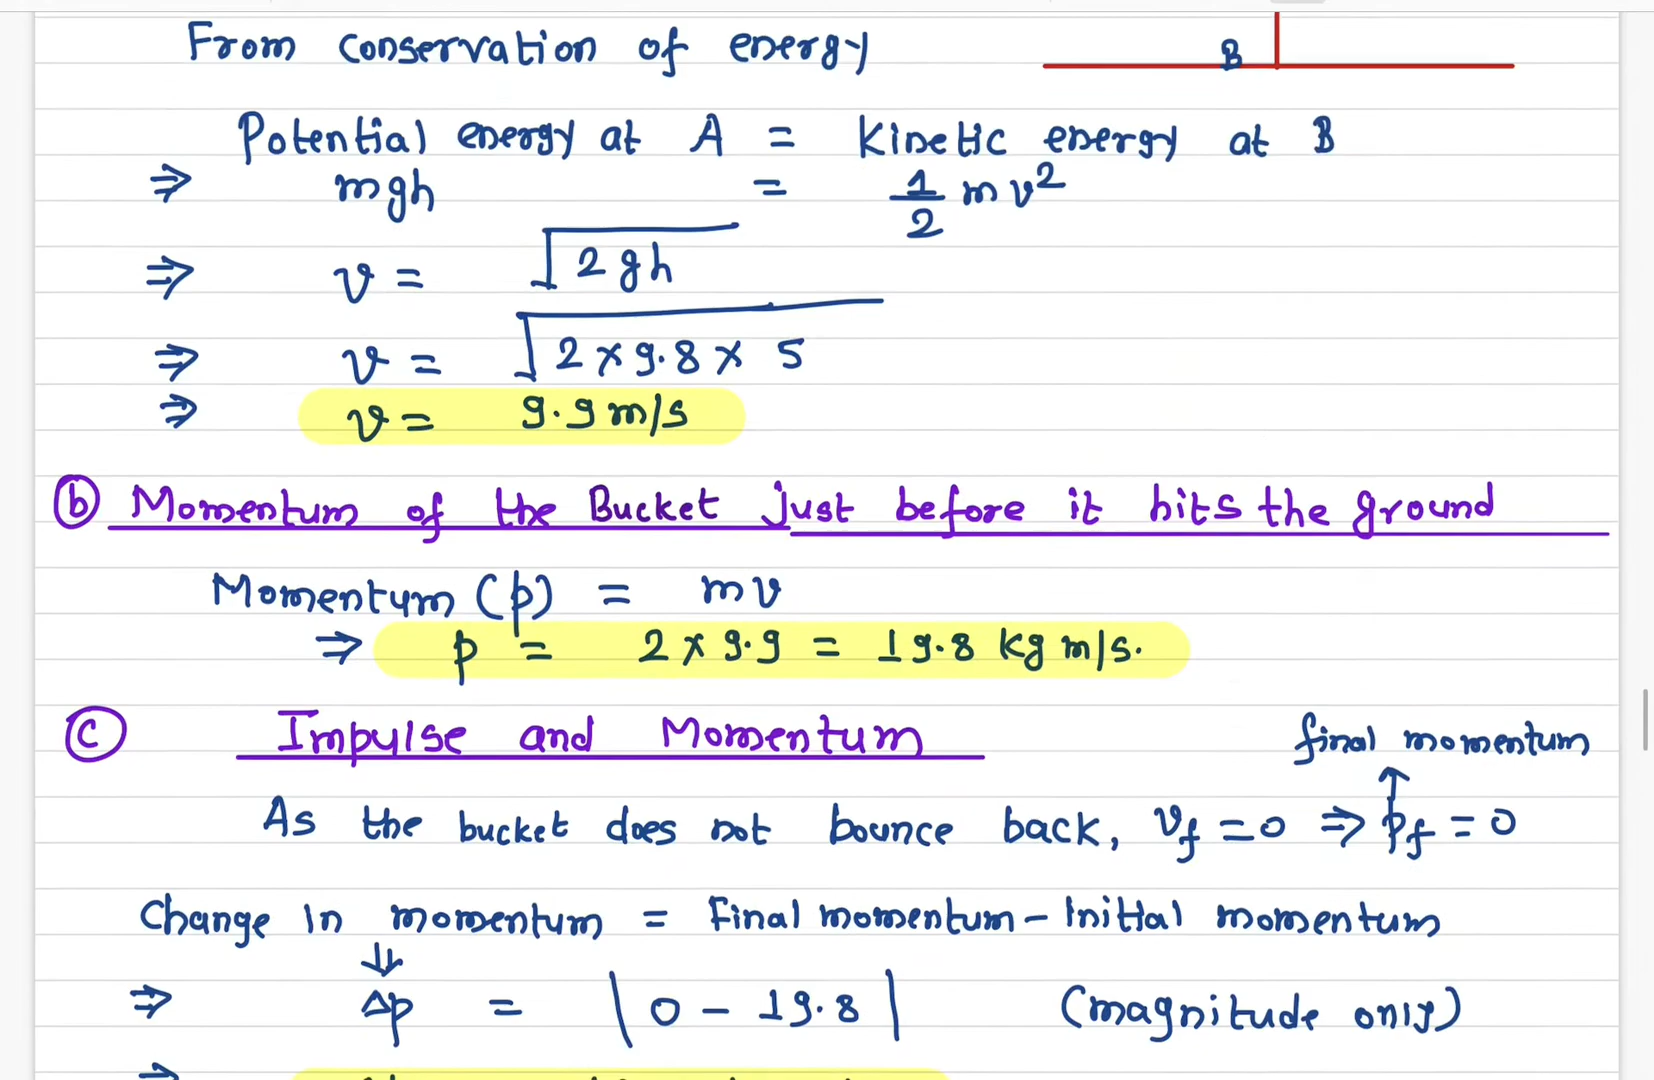 From conservation of energy
B
Potential energy at A = Kinetic energy at B
⇒ mgh = 1/2 mv²
⇒ v = √2gh
⇒ v = √2×9.8×5
⇒ v = 9.9 m/s
(b) Momentum of the Bucket just before it hits the ground
Momentum (p) = mv
⇒ p = 2×9.9 = 19.8 kg m/s.
(c) Impulse and Momentum
final momentum
↑
As the bucket does not bounce back, vf = 0 ⇒ pf = 0
Change in momentum = Final momentum - Initial momentum
⇓
⇒ Δp = |0 - 19.8| (magnitude only)
⇒